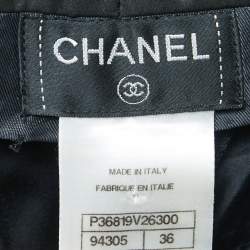 CHANEL
MADE IN ITALY
FABRIQUE EN ITALIE
P36819V26300
94305 36